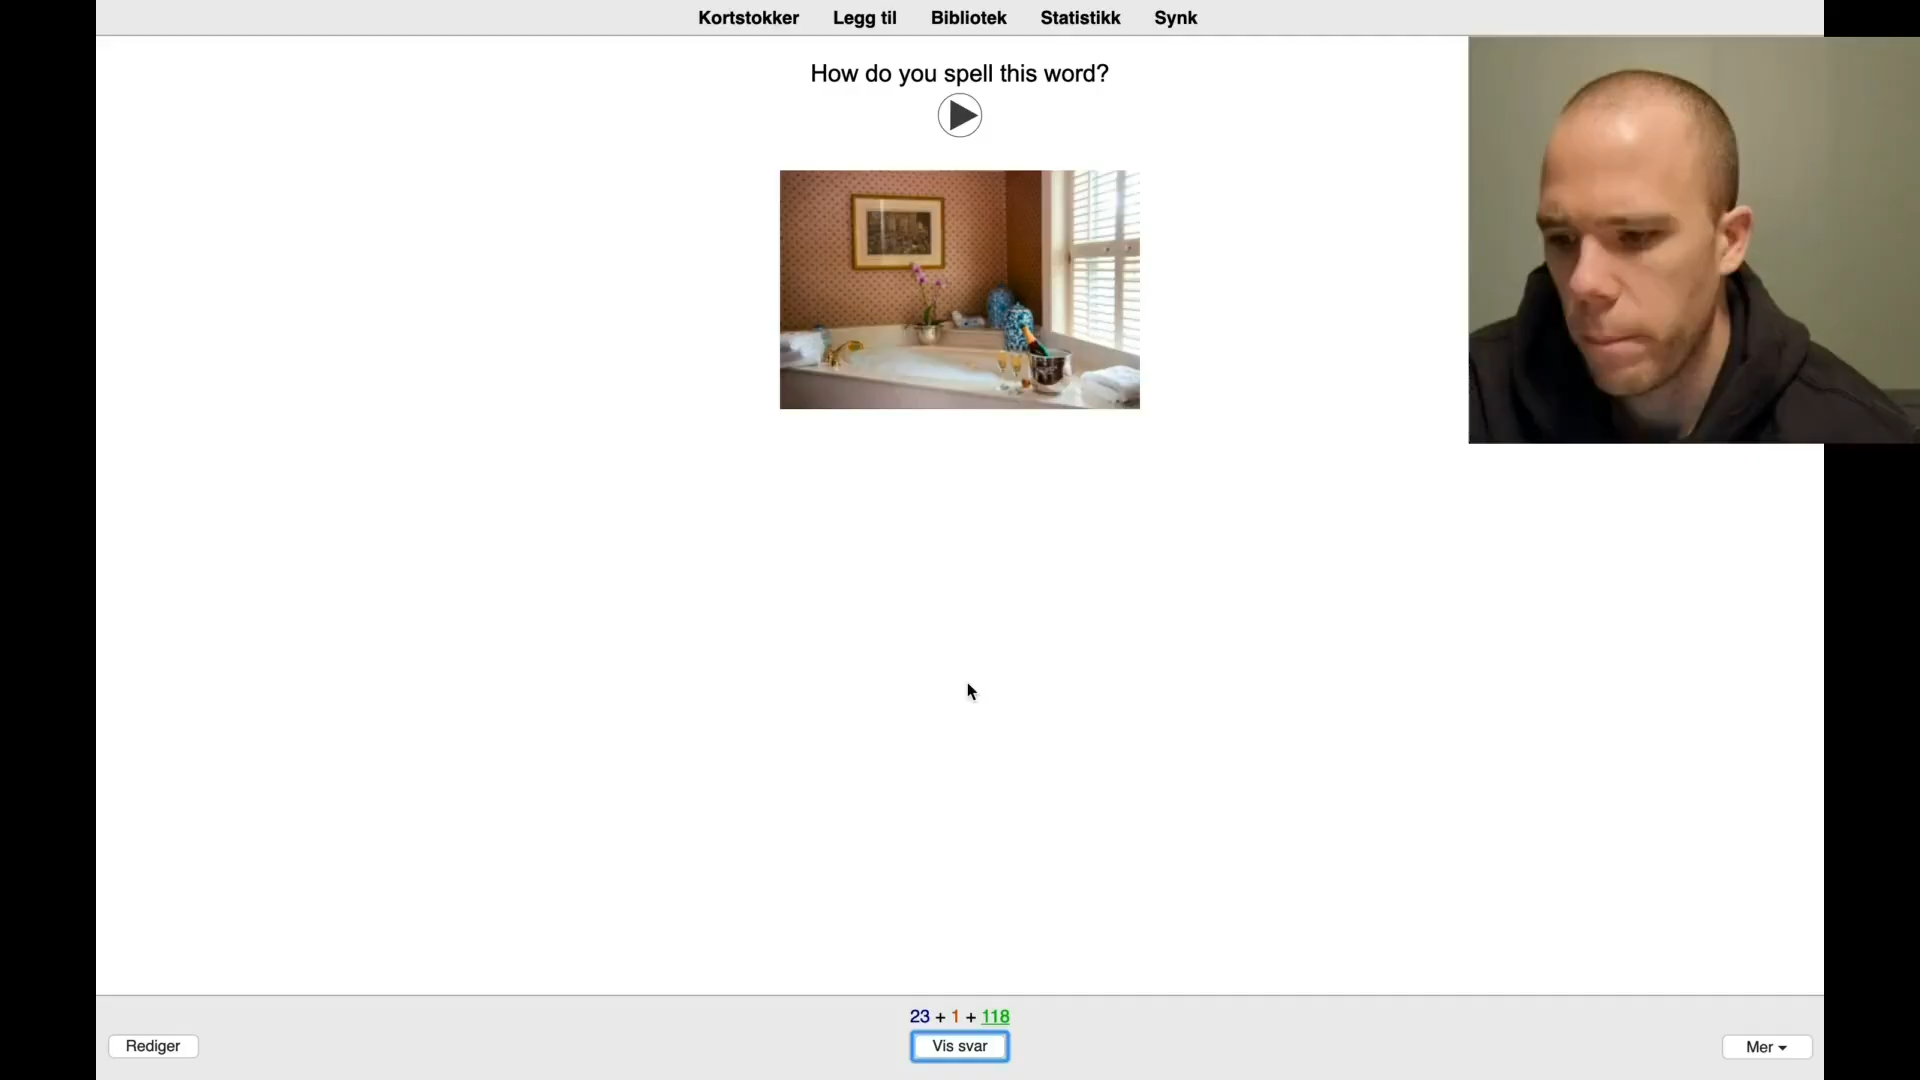 Kortstokker Legg til Bibliotek Statistikk Synk
How do you spell this word?
23 + 1 + 118
Rediger Vis svar Mer